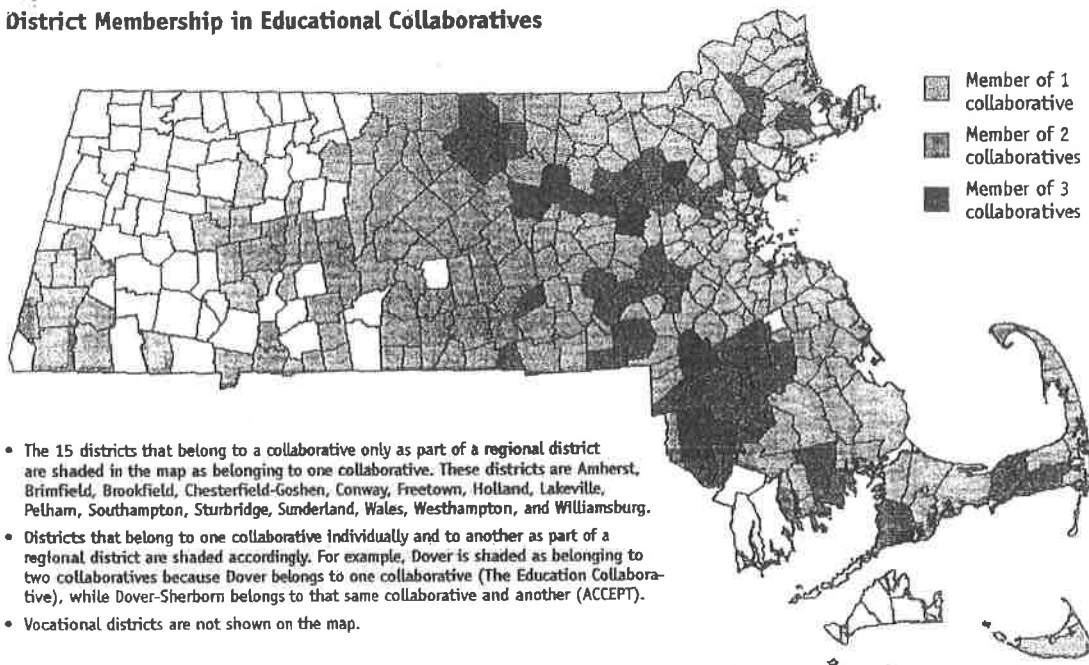 District Membership in Educational Collaboratives
Member of 1
collaborative
Member of 2
collaboratives
Member of 3
collaboratives
• The 15 districts that belong to a collaborative only as part of a regional district
are shaded in the map as belonging to one collaborative. These districts are Amherst,
Brimfield, Brookfield, Chesterfield-Goshen, Conway, Freetown, Holland, Lakeville,
Pelham, Southampton, Sturbridge, Sunderland, Wales, Westhampton, and Williamsburg.
• Districts that belong to one collaborative individually and to another as part of a
regional district are shaded accordingly. For example, Dover is shaded as belonging to
two collaboratives because Dover belongs to one collaborative (The Education Collabora-
tive), while Dover-Sherborn belongs to that same collaborative and another (ACCEPT).
• Vocational districts are not shown on the map.